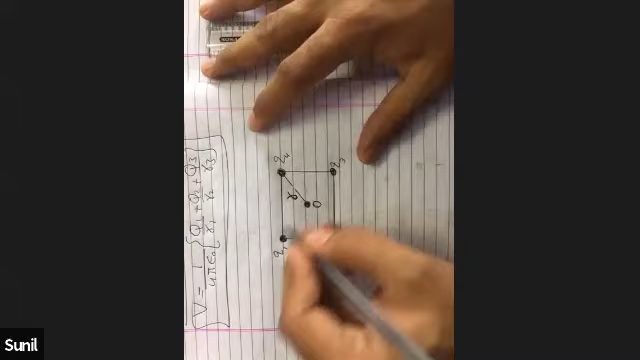 V = 1/4πε₀ { Q1/r1 + Q2/r2 + Q3/r3 }
q4
q3
r
O
q1
Sunil